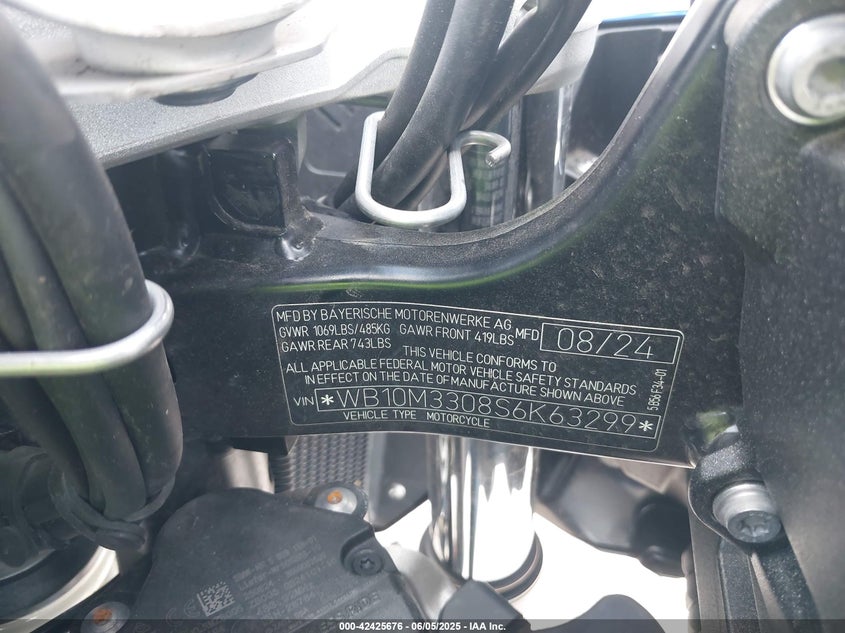 MFD BY BAYERISCHE MOTORENWERKE AG
GVWR 1069LBS/485KG GAWR FRONT 419LBS MFD 08/24
GAWR REAR 743LBS
THIS VEHICLE CONFORMS TO
ALL APPLICABLE FEDERAL MOTOR VEHICLE SAFETY STANDARDS
IN EFFECT ON THE DATE OF MANUFACTURE SHOWN ABOVE
VIN *WB10M3308S6K63299*
VEHICLE TYPE MOTORCYCLE
5B56F34-01
000-42425676 - 06/05/2025 - © IAA Inc.